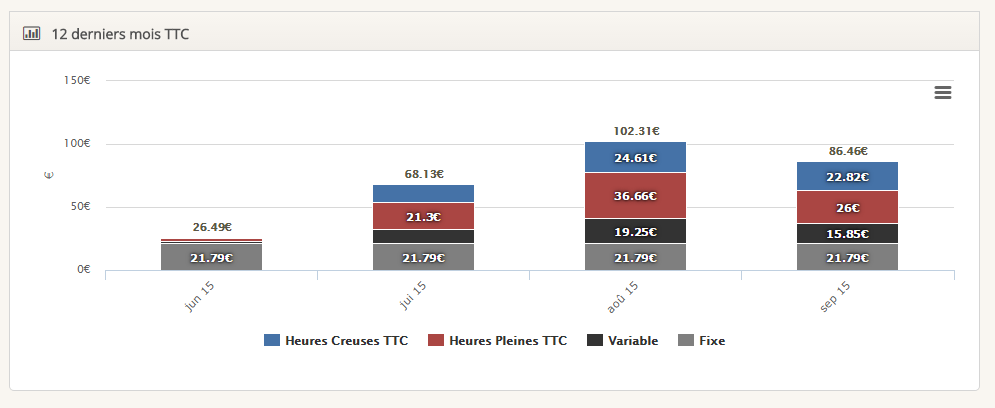 12 derniers mois TTC
150€
100€
50€
0€
€
26.49€
21.79€
68.13€
21.3€
21.79€
102.31€
24.61€
36.66€
19.25€
21.79€
86.46€
22.82€
26€
15.85€
21.79€
jun 15
jui 15
aoû 15
sep 15
Heures Creuses TTC
Heures Pleines TTC
Variable
Fixe